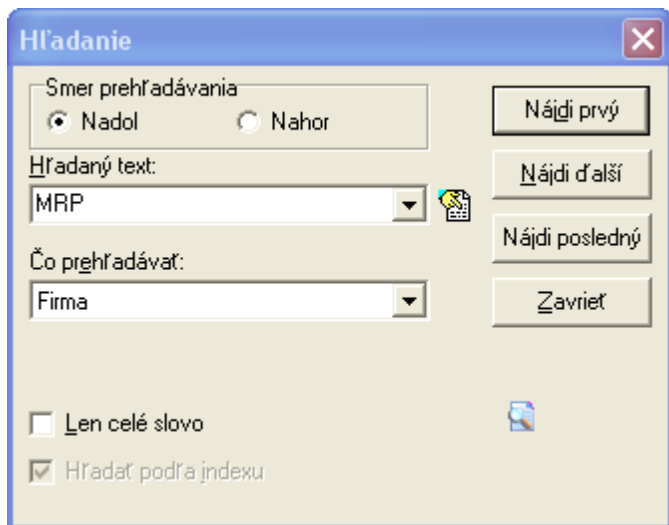 Hľadanie
Smer prehľadávania
Nadol Nahor
Hľadaný text:
MRP
Čo prehľadávať:
Firma
Len celé slovo
Hľadať podľa indexu
Nájdi prvý
Nájdi ďalší
Nájdi posledný
Zavrieť